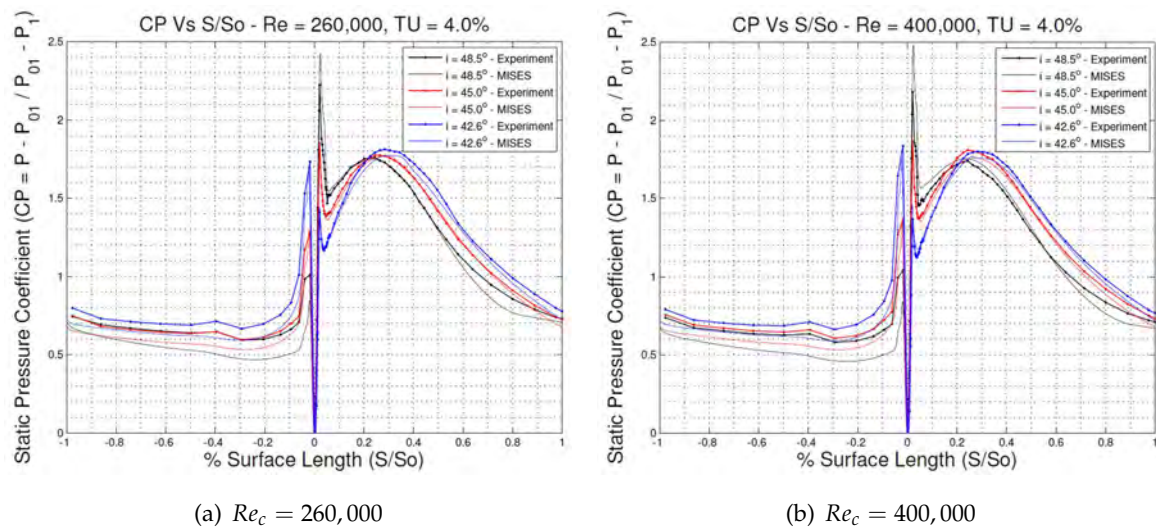 CP Vs S/So - Re = 260,000, TU = 4.0%
Static Pressure Coefficient (CP = P - P01 / P01 - P1)
2.5
2
1.5
1
0.5
0
i = 48.5° - Experiment
i = 48.5° - MISES
i = 45.0° - Experiment
i = 45.0° - MISES
i = 42.6° - Experiment
i = 42.6° - MISES
-1 -0.8 -0.6 -0.4 -0.2 0 0.2 0.4 0.6 0.8 1
% Surface Length (S/So)
(a) Rec = 260,000
CP Vs S/So - Re = 400,000, TU = 4.0%
Static Pressure Coefficient (CP = P - P01 / P01 - P1)
2.5
2
1.5
1
0.5
0
i = 48.5° - Experiment
i = 48.5° - MISES
i = 45.0° - Experiment
i = 45.0° - MISES
i = 42.6° - Experiment
i = 42.6° - MISES
-1 -0.8 -0.6 -0.4 -0.2 0 0.2 0.4 0.6 0.8 1
% Surface Length (S/So)
(b) Rec = 400,000